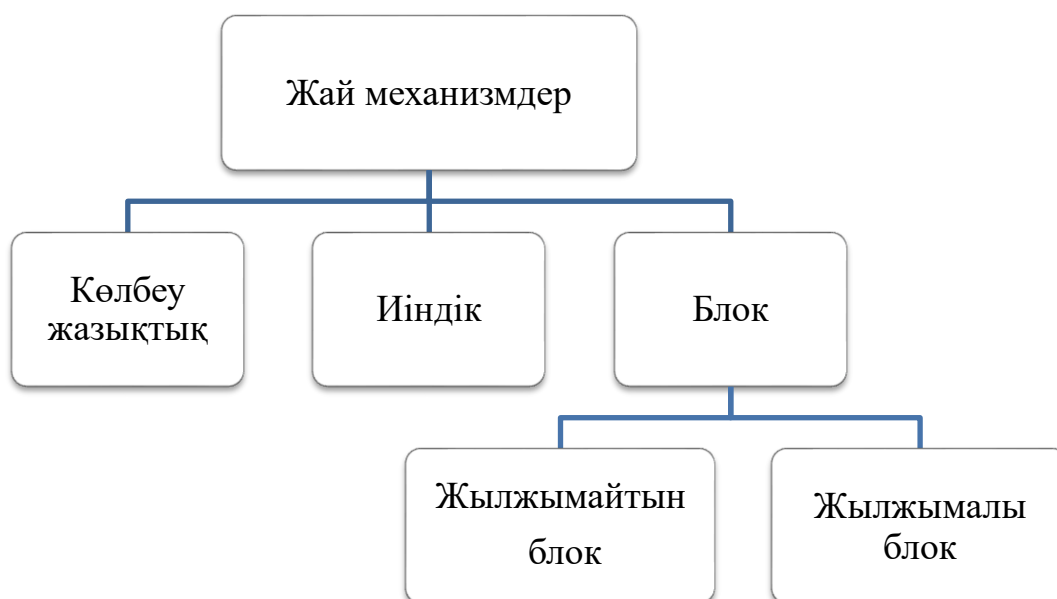 Жай механизмдер
Көлбеу
жазықтық
Иіндік
Блок
Жылжымайтын
блок
Жылжымалы
блок